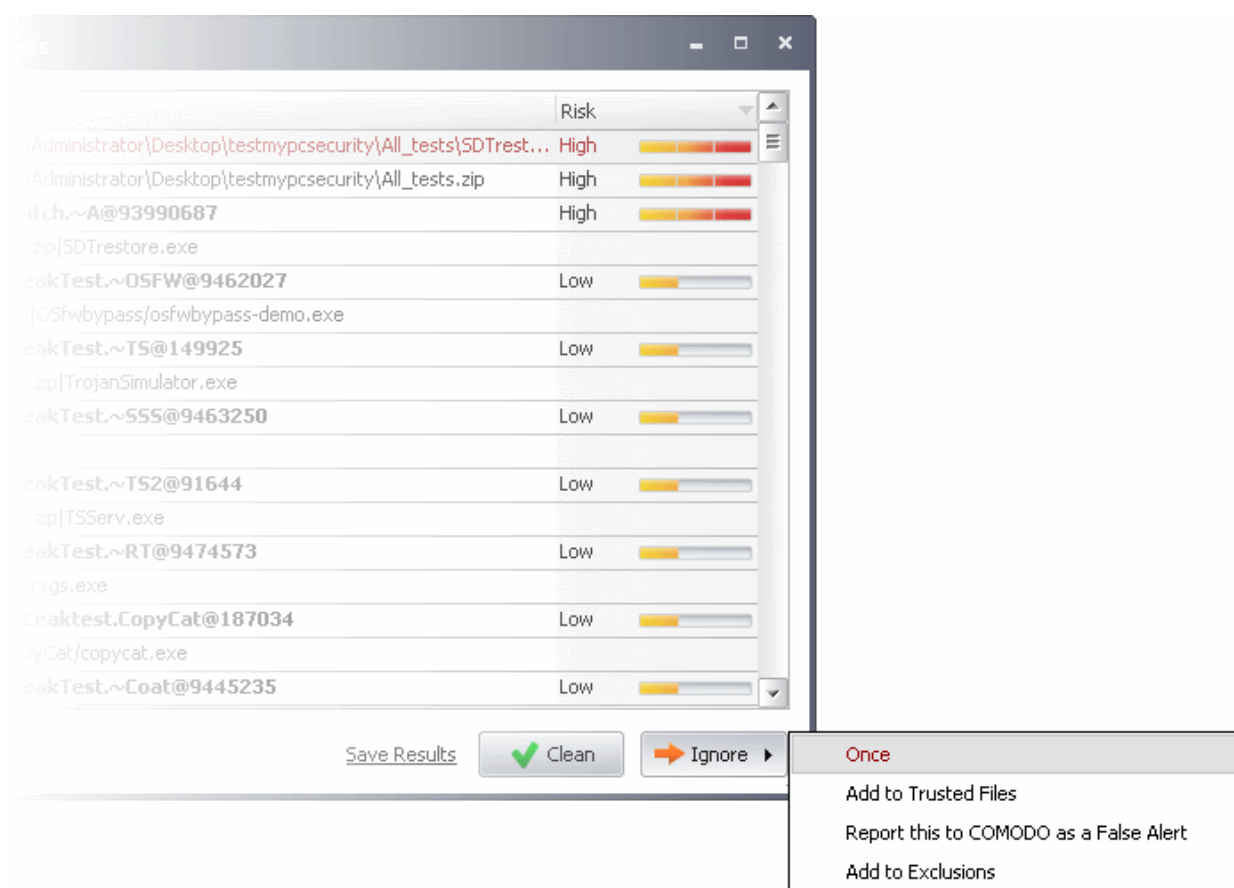 Risk
\Administrator\Desktop\testmypcsecurity\All_tests\SDTrest... High
\Administrator\Desktop\testmypcsecurity\All_tests.zip High
atch.~A@93990687 High
.zip|SDTrestore.exe
eakTest.~OSFW@9462027 Low
|OSfwbypass/osfwbypass-demo.exe
eakTest.~TS@149925 Low
.zip|TrojanSimulator.exe
eakTest.~SSS@9463250 Low
eakTest.~TS2@91644 Low
.zip|TSServ.exe
eakTest.~RT@9474573 Low
srvgs.exe
Leaktest.CopyCat@187034 Low
pyCat/copycat.exe
eakTest.~Coat@9445235 Low
Save Results Clean Ignore
Once
Add to Trusted Files
Report this to COMODO as a False Alert
Add to Exclusions